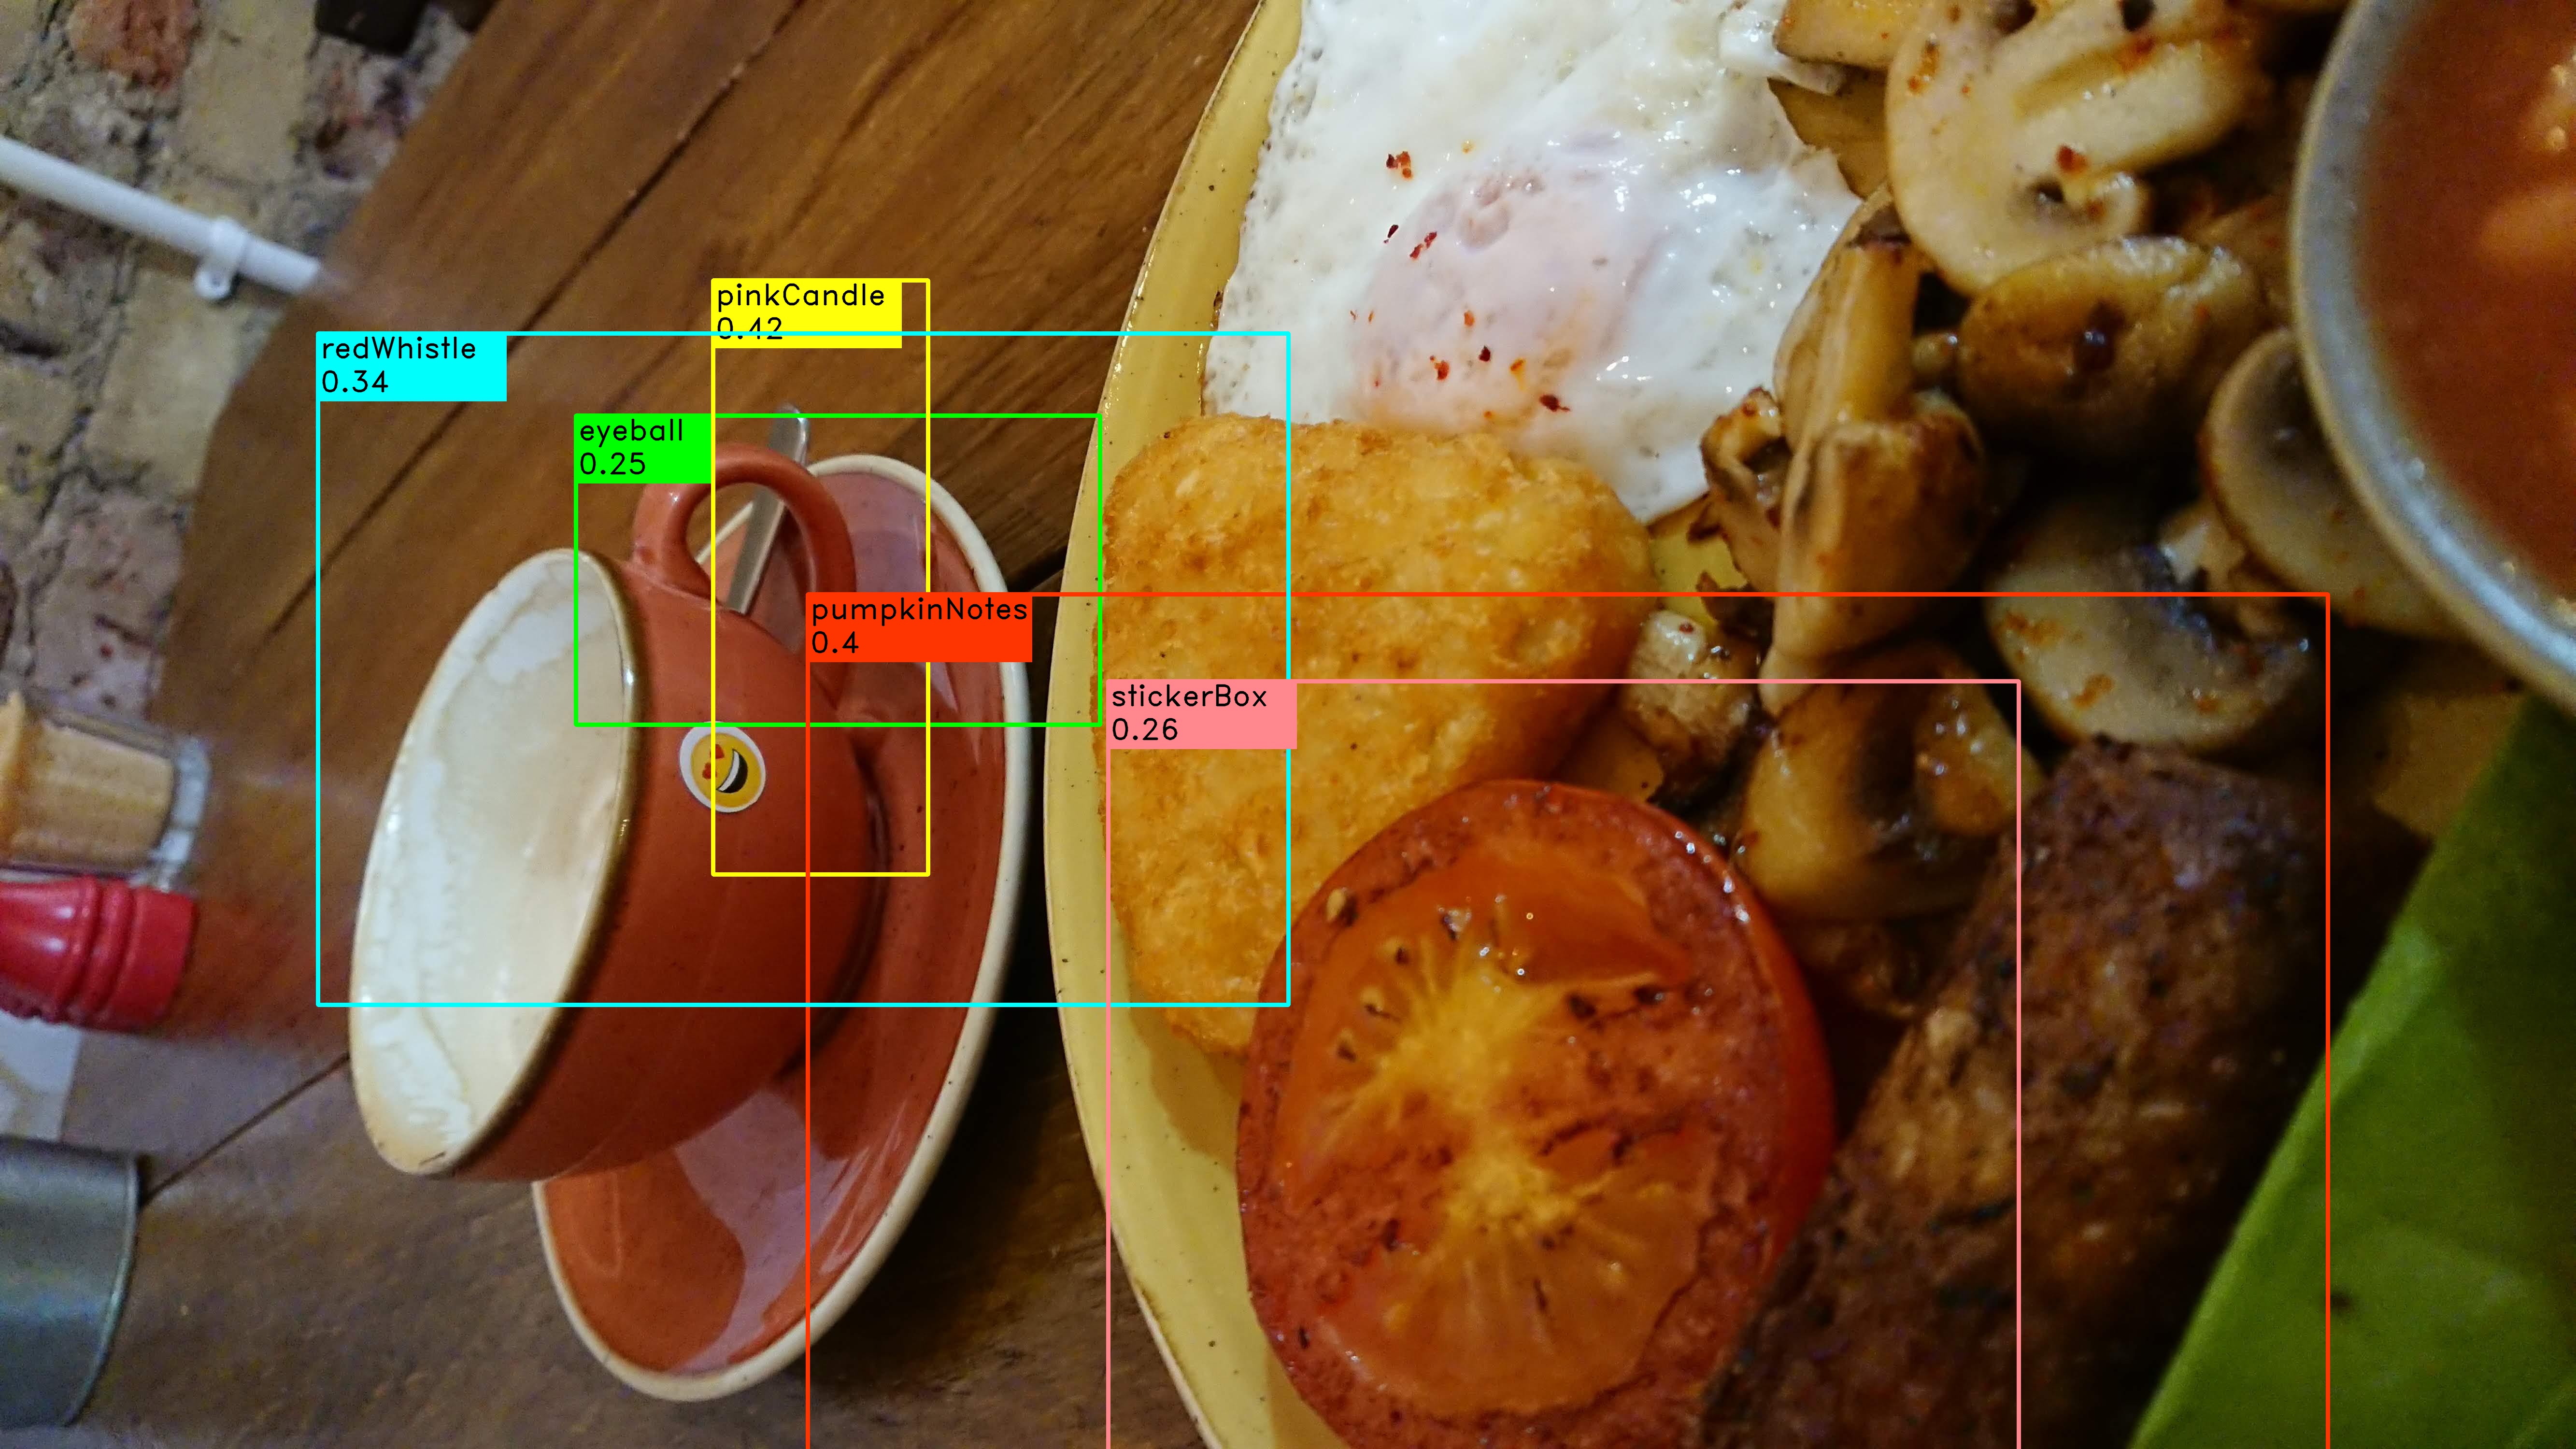 pinkCandle
0.42
redWhistle
0.34
eyeball
0.25
pumpkinNotes
0.4
stickerBox
0.26